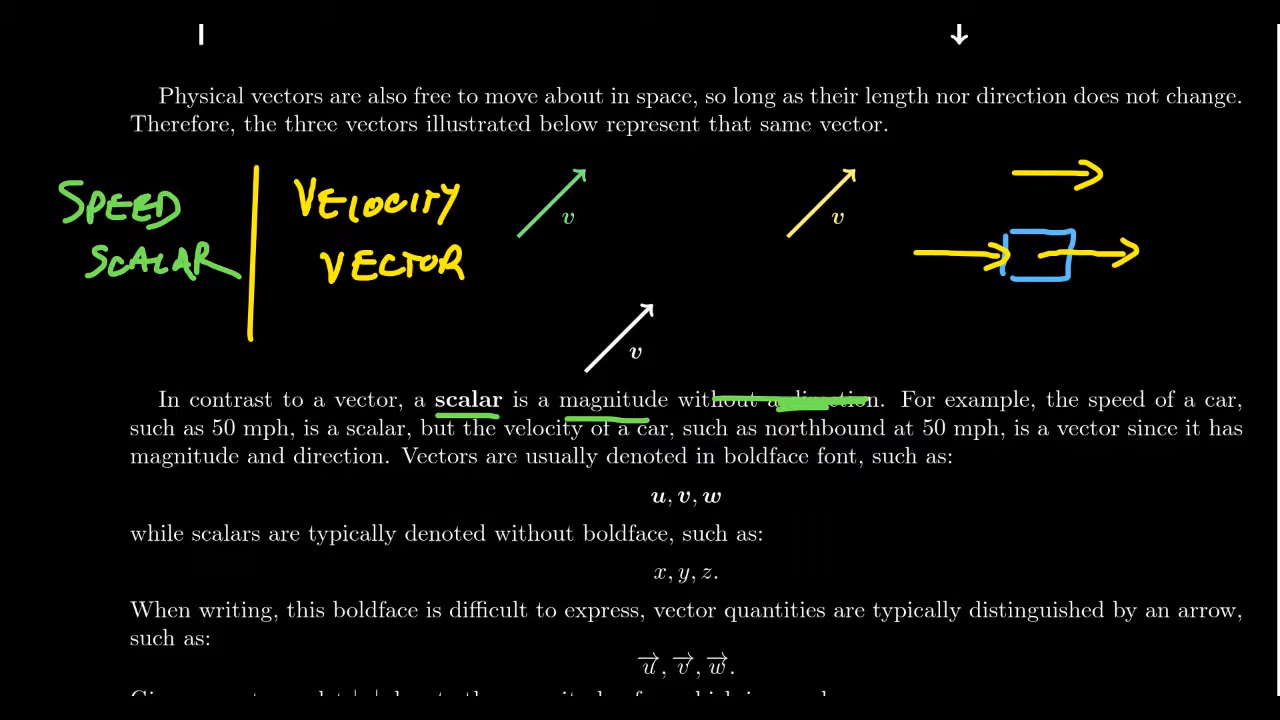 Physical vectors are also free to move about in space, so long as their length nor direction does not change.
Therefore, the three vectors illustrated below represent that same vector.
SPEED
VELOCITY
v
v
SCALAR
VECTOR
v
In contrast to a vector, a scalar is a magnitude without a direction. For example, the speed of a car,
such as 50 mph, is a scalar, but the velocity of a car, such as northbound at 50 mph, is a vector since it has
magnitude and direction. Vectors are usually denoted in boldface font, such as:
u, v, w
while scalars are typically denoted without boldface, such as:
x, y, z.
When writing, this boldface is difficult to express, vector quantities are typically distinguished by an arrow,
such as:
u⃗, v⃗, w⃗.